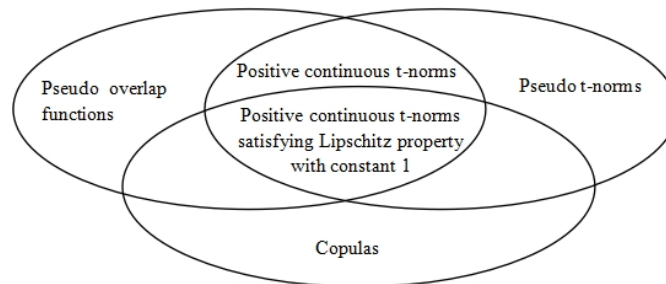 Positive continuous t-norms
Pseudo overlap
functions
Pseudo t-norms
Positive continuous t-norms
satisfying Lipschitz property
with constant 1
Copulas